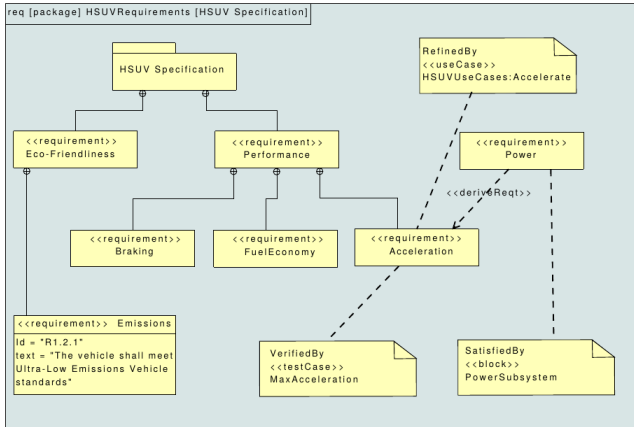 req [package] HSUVRequirements [HSUV Specification]
HSUV Specification
RefinedBy
<<useCase>>
HSUVUseCases:Accelerate
<<requirement>>
Eco-Friendliness
<<requirement>>
Performance
<<requirement>>
Power
<<deriveReqt>>
<<requirement>>
Braking
<<requirement>>
FuelEconomy
<<requirement>>
Acceleration
<<requirement>> Emissions
Id = "R1.2.1"
text = "The vehicle shall meet
Ultra-Low Emissions Vehicle
standards"
VerifiedBy
<<testCase>>
MaxAcceleration
SatisfiedBy
<<block>>
PowerSubsystem